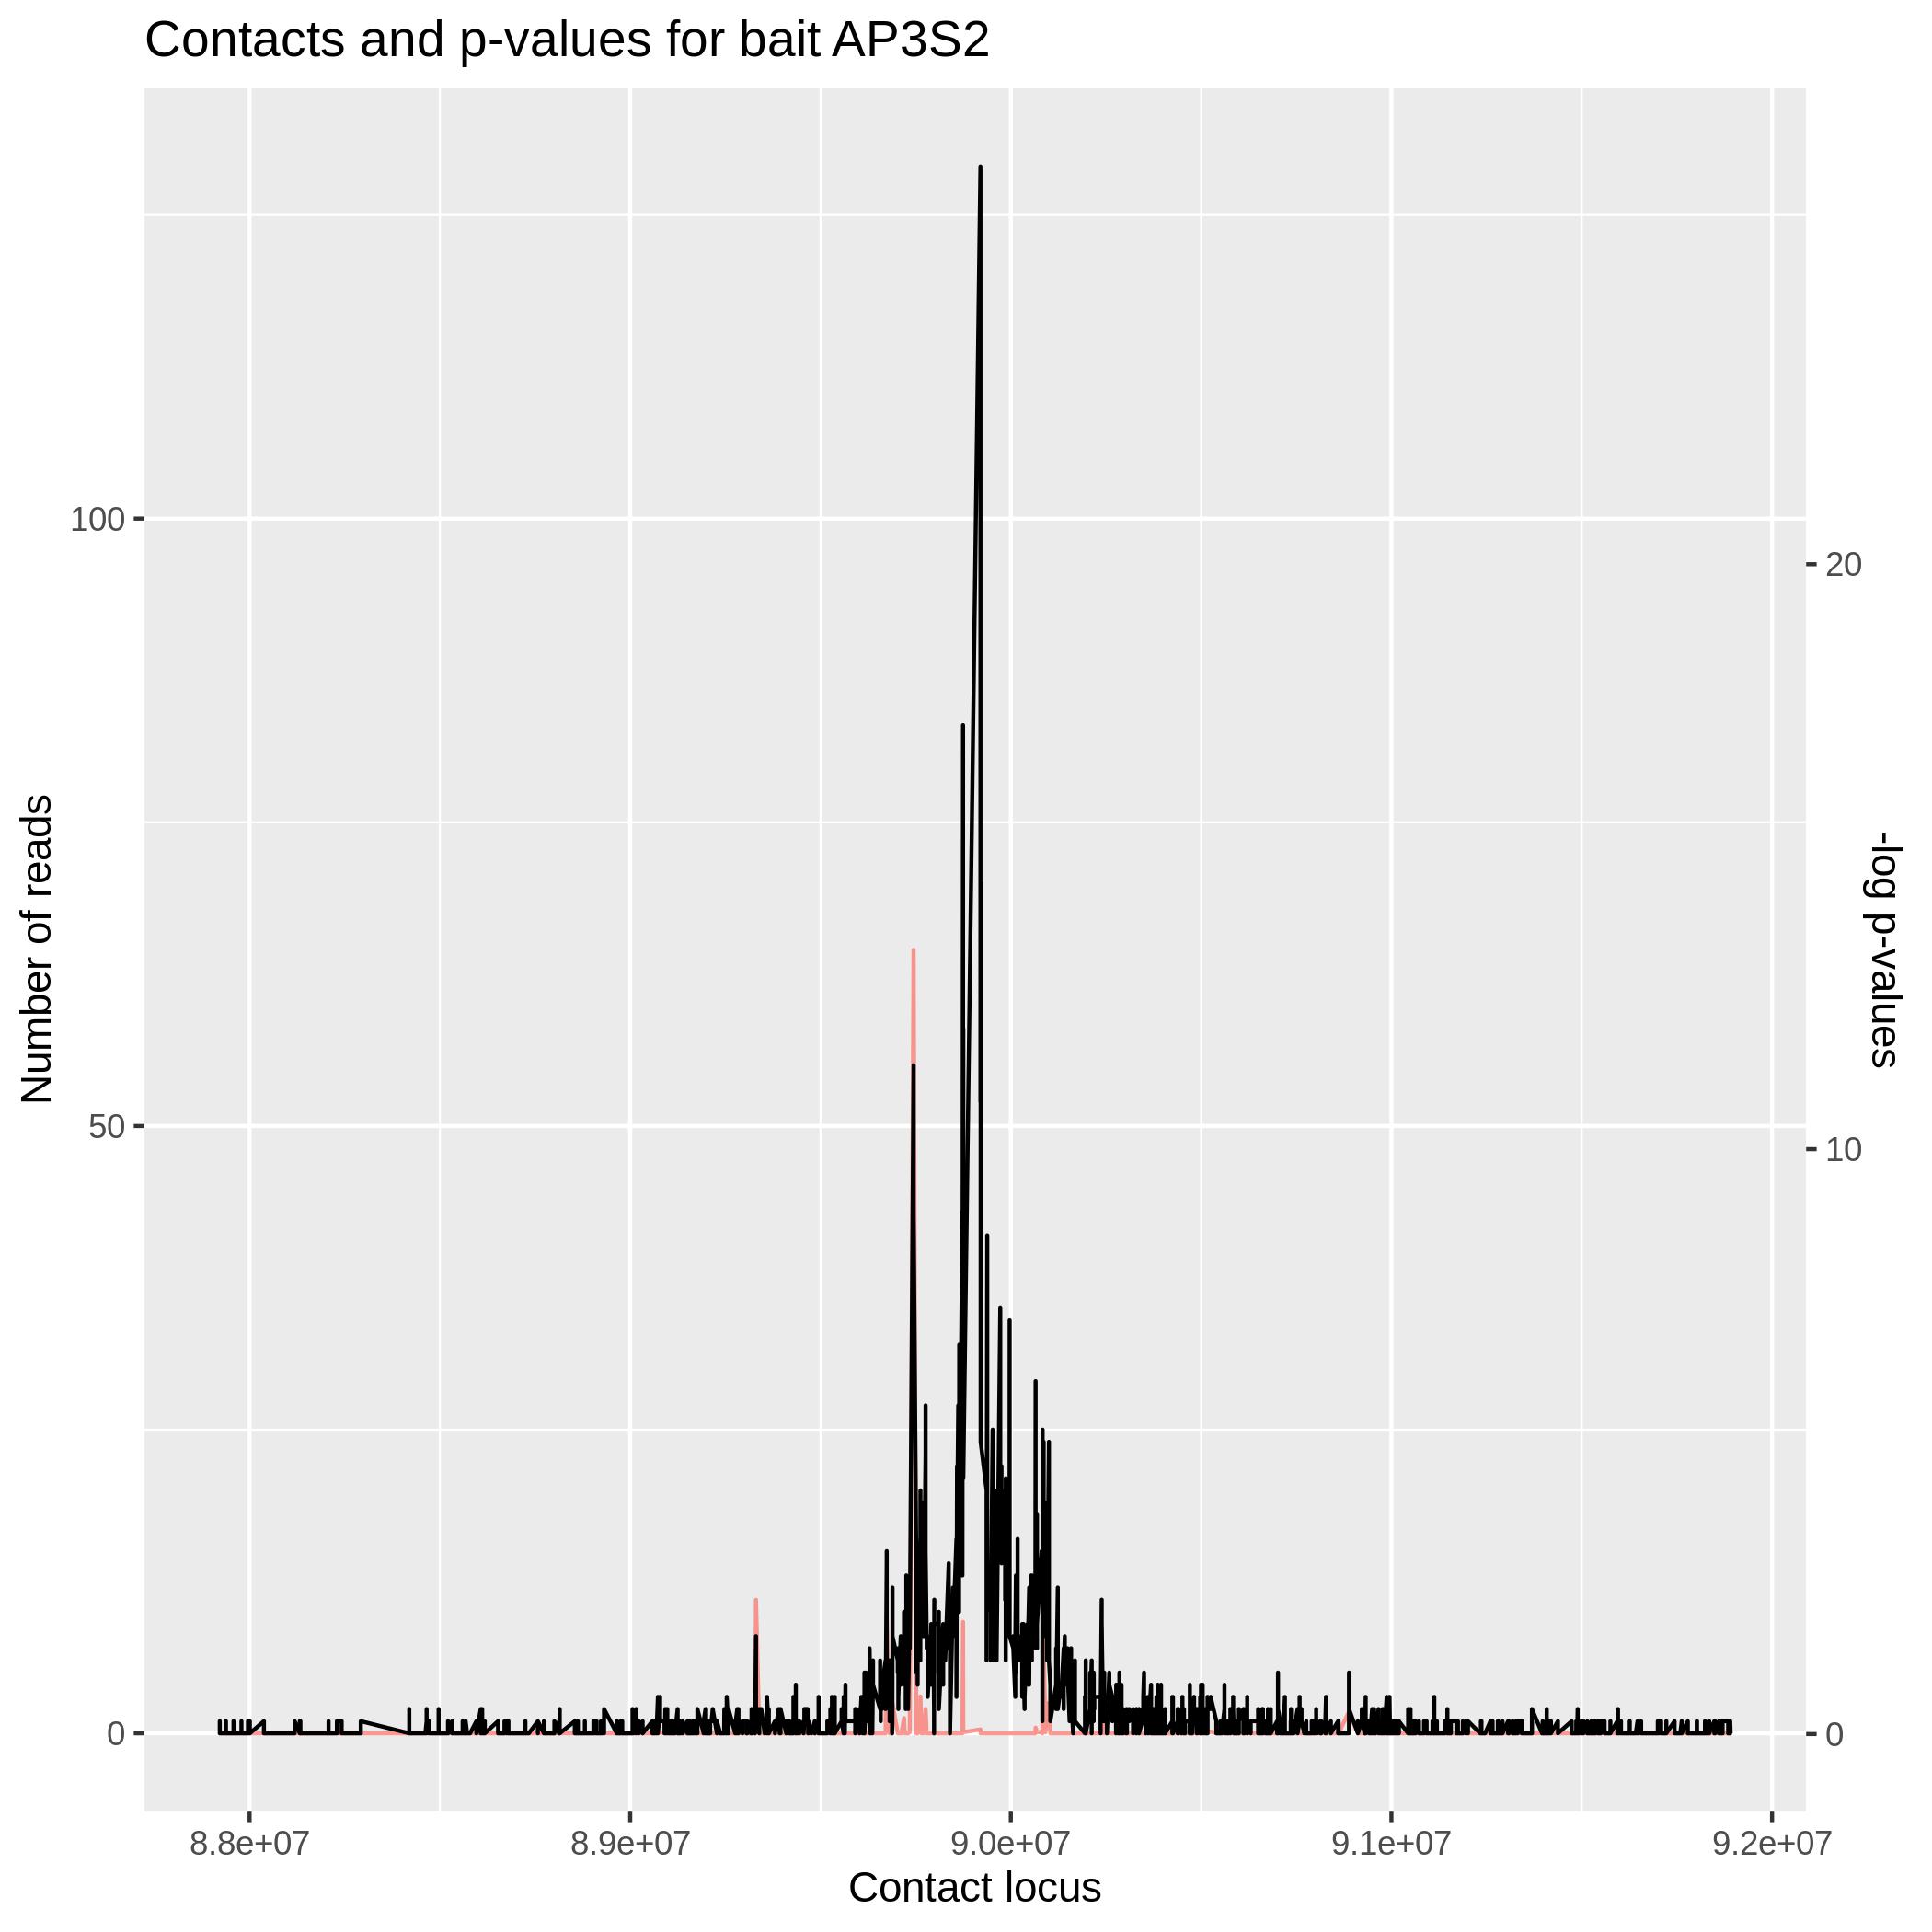 Contacts and p-values for bait AP3S2
Number of reads
100
50
0
20
10
0
-log p-values
8.8e+07
8.9e+07
9.0e+07
9.1e+07
9.2e+07
Contact locus